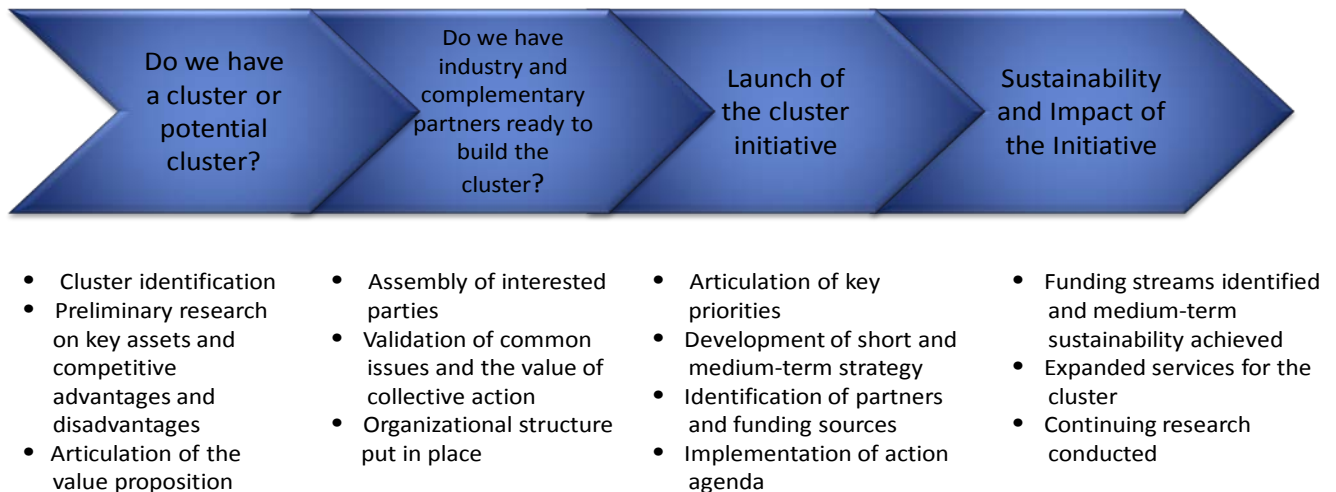 Do we have
a cluster or
potential
cluster?
Do we have
industry and
complementary
partners ready to
build the
cluster?
Launch of
the cluster
initiative
Sustainability
and Impact of
the Initiative
• Cluster identification
• Preliminary research
on key assets and
competitive
advantages and
disadvantages
• Articulation of the
value proposition
• Assembly of interested
parties
• Validation of common
issues and the value of
collective action
• Organizational structure
put in place
• Articulation of key
priorities
• Development of short and
medium-term strategy
• Identification of partners
and funding sources
• Implementation of action
agenda
• Funding streams identified
and medium-term
sustainability achieved
• Expanded services for the
cluster
• Continuing research
conducted